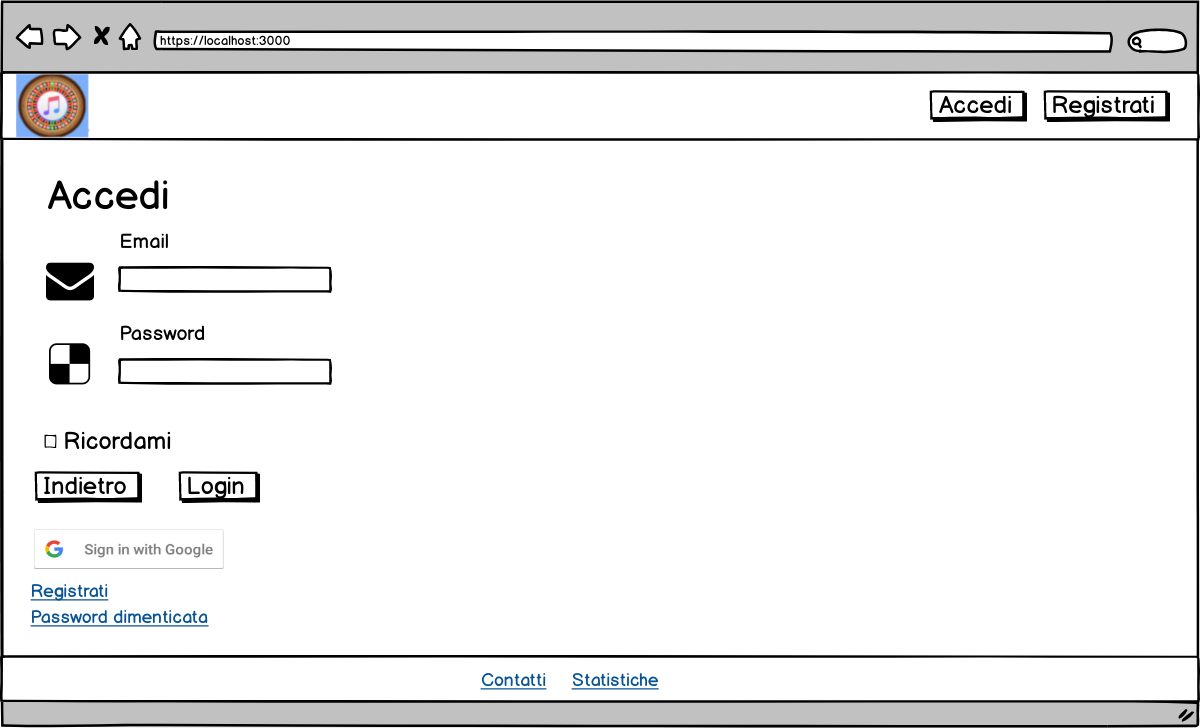 https://localhost:3000
Accedi Registrati
Accedi
Email
Password
Ricordami
Indietro Login
Sign in with Google
Registrati
Password dimenticata
Contatti Statistiche